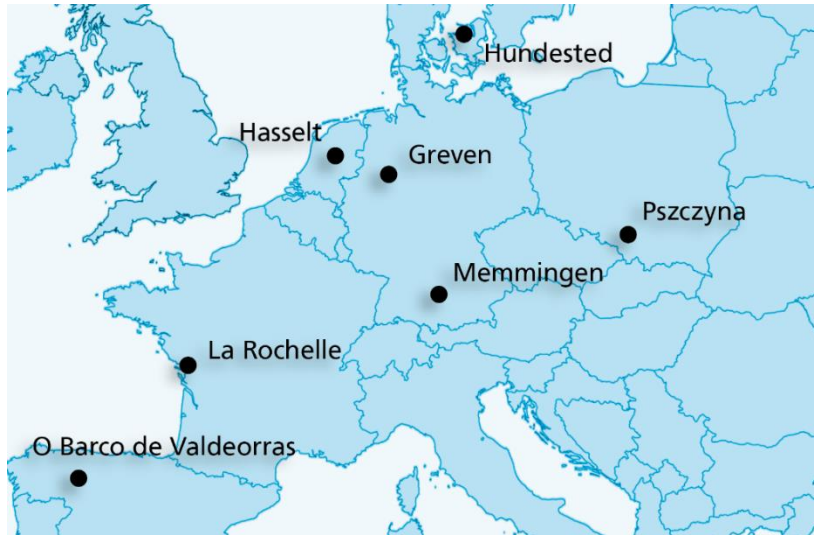 Hundested
Hasselt
Greven
Pszczyna
Memmingen
La Rochelle
O Barco de Valdeorras